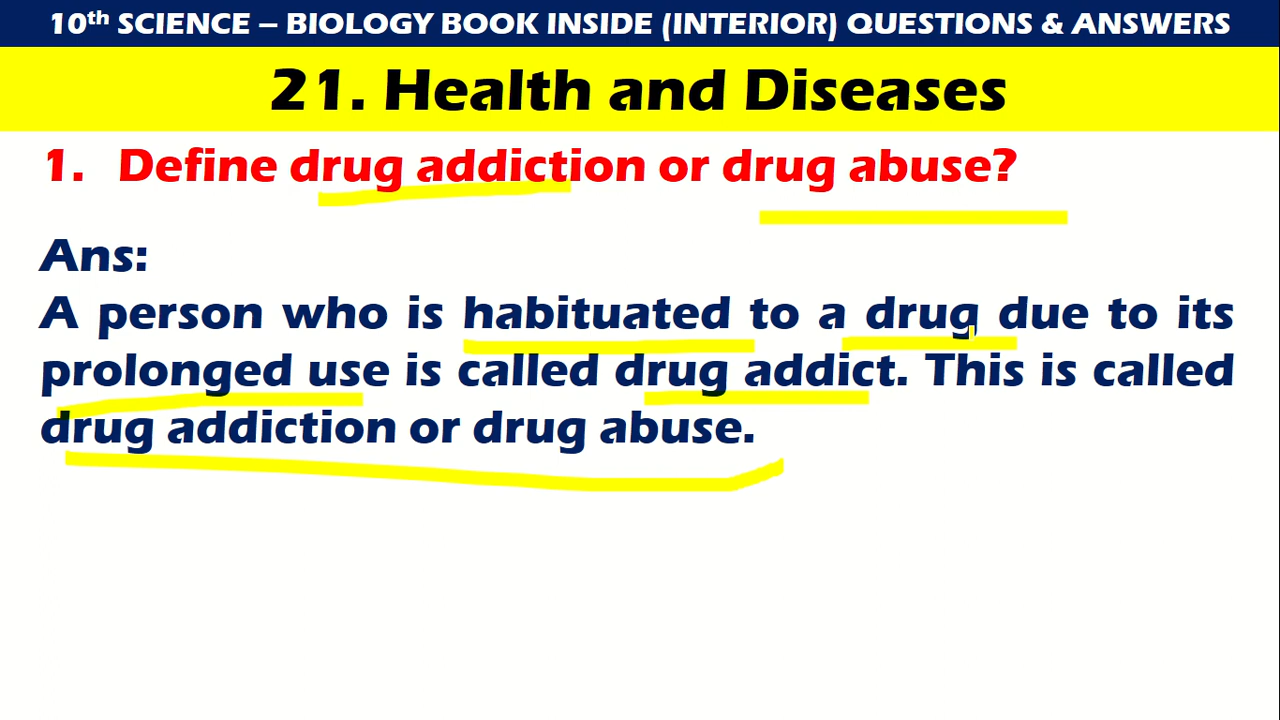 10th SCIENCE – BIOLOGY BOOK INSIDE (INTERIOR) QUESTIONS & ANSWERS
21. Health and Diseases
1. Define drug addiction or drug abuse?
Ans:
A person who is habituated to a drug due to its
prolonged use is called drug addict. This is called
drug addiction or drug abuse.